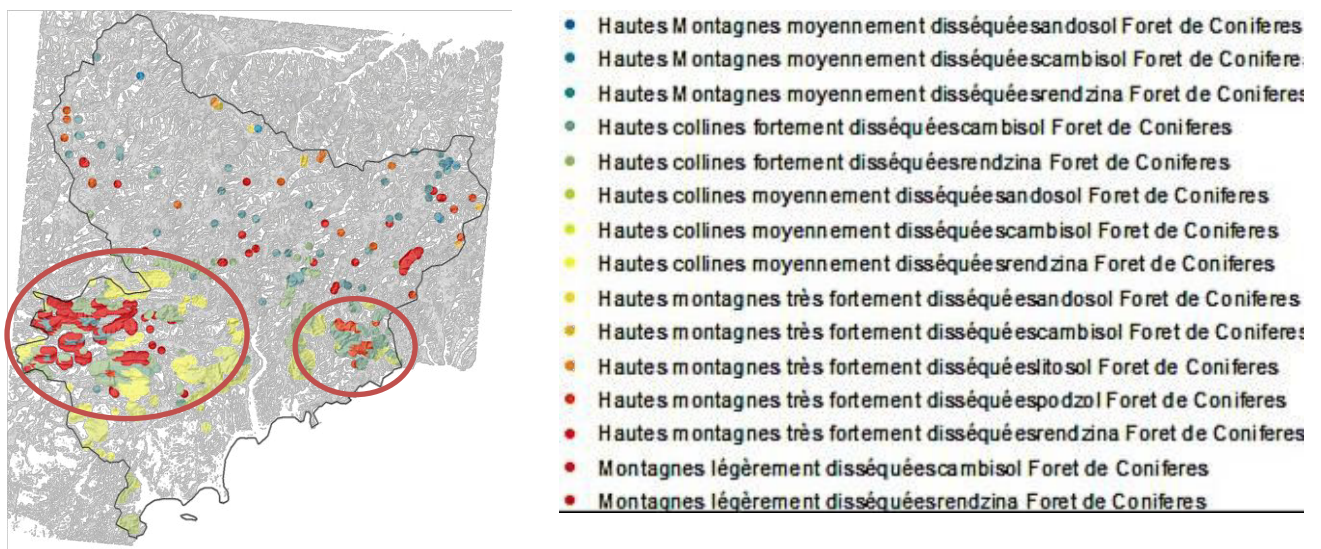 Hautes Montagnes moyennement disséquéesandosol Foret de Coniferes
Hautes Montagnes moyennement disséquéescambisol Foret de Conifere
Hautes Montagnes moyennement disséquéesrendzina Foret de Coniferes
Hautes collines fortement disséquéescambisol Foret de Coniferes
Hautes collines fortement disséquéesrendzina Foret de Coniferes
Hautes collines moyennement disséquéesandosol Foret de Coniferes
Hautes collines moyennement disséquéescambisol Foret de Coniferes
Hautes collines moyennement disséquéesrendzina Foret de Coniferes
Hautes montagnes très fortement disséquéesandosol Foret de Coniferes
Hautes montagnes très fortement disséquéescambisol Foret de Coniferes
Hautes montagnes très fortement disséquéeslitosol Foret de Coniferes
Hautes montagnes très fortement disséquéespodzol Foret de Coniferes
Hautes montagnes très fortement disséquéesrendzina Foret de Coniferes
Montagnes légèrement disséquéescambisol Foret de Coniferes
Montagnes légèrement disséquéesrendzina Foret de Coniferes